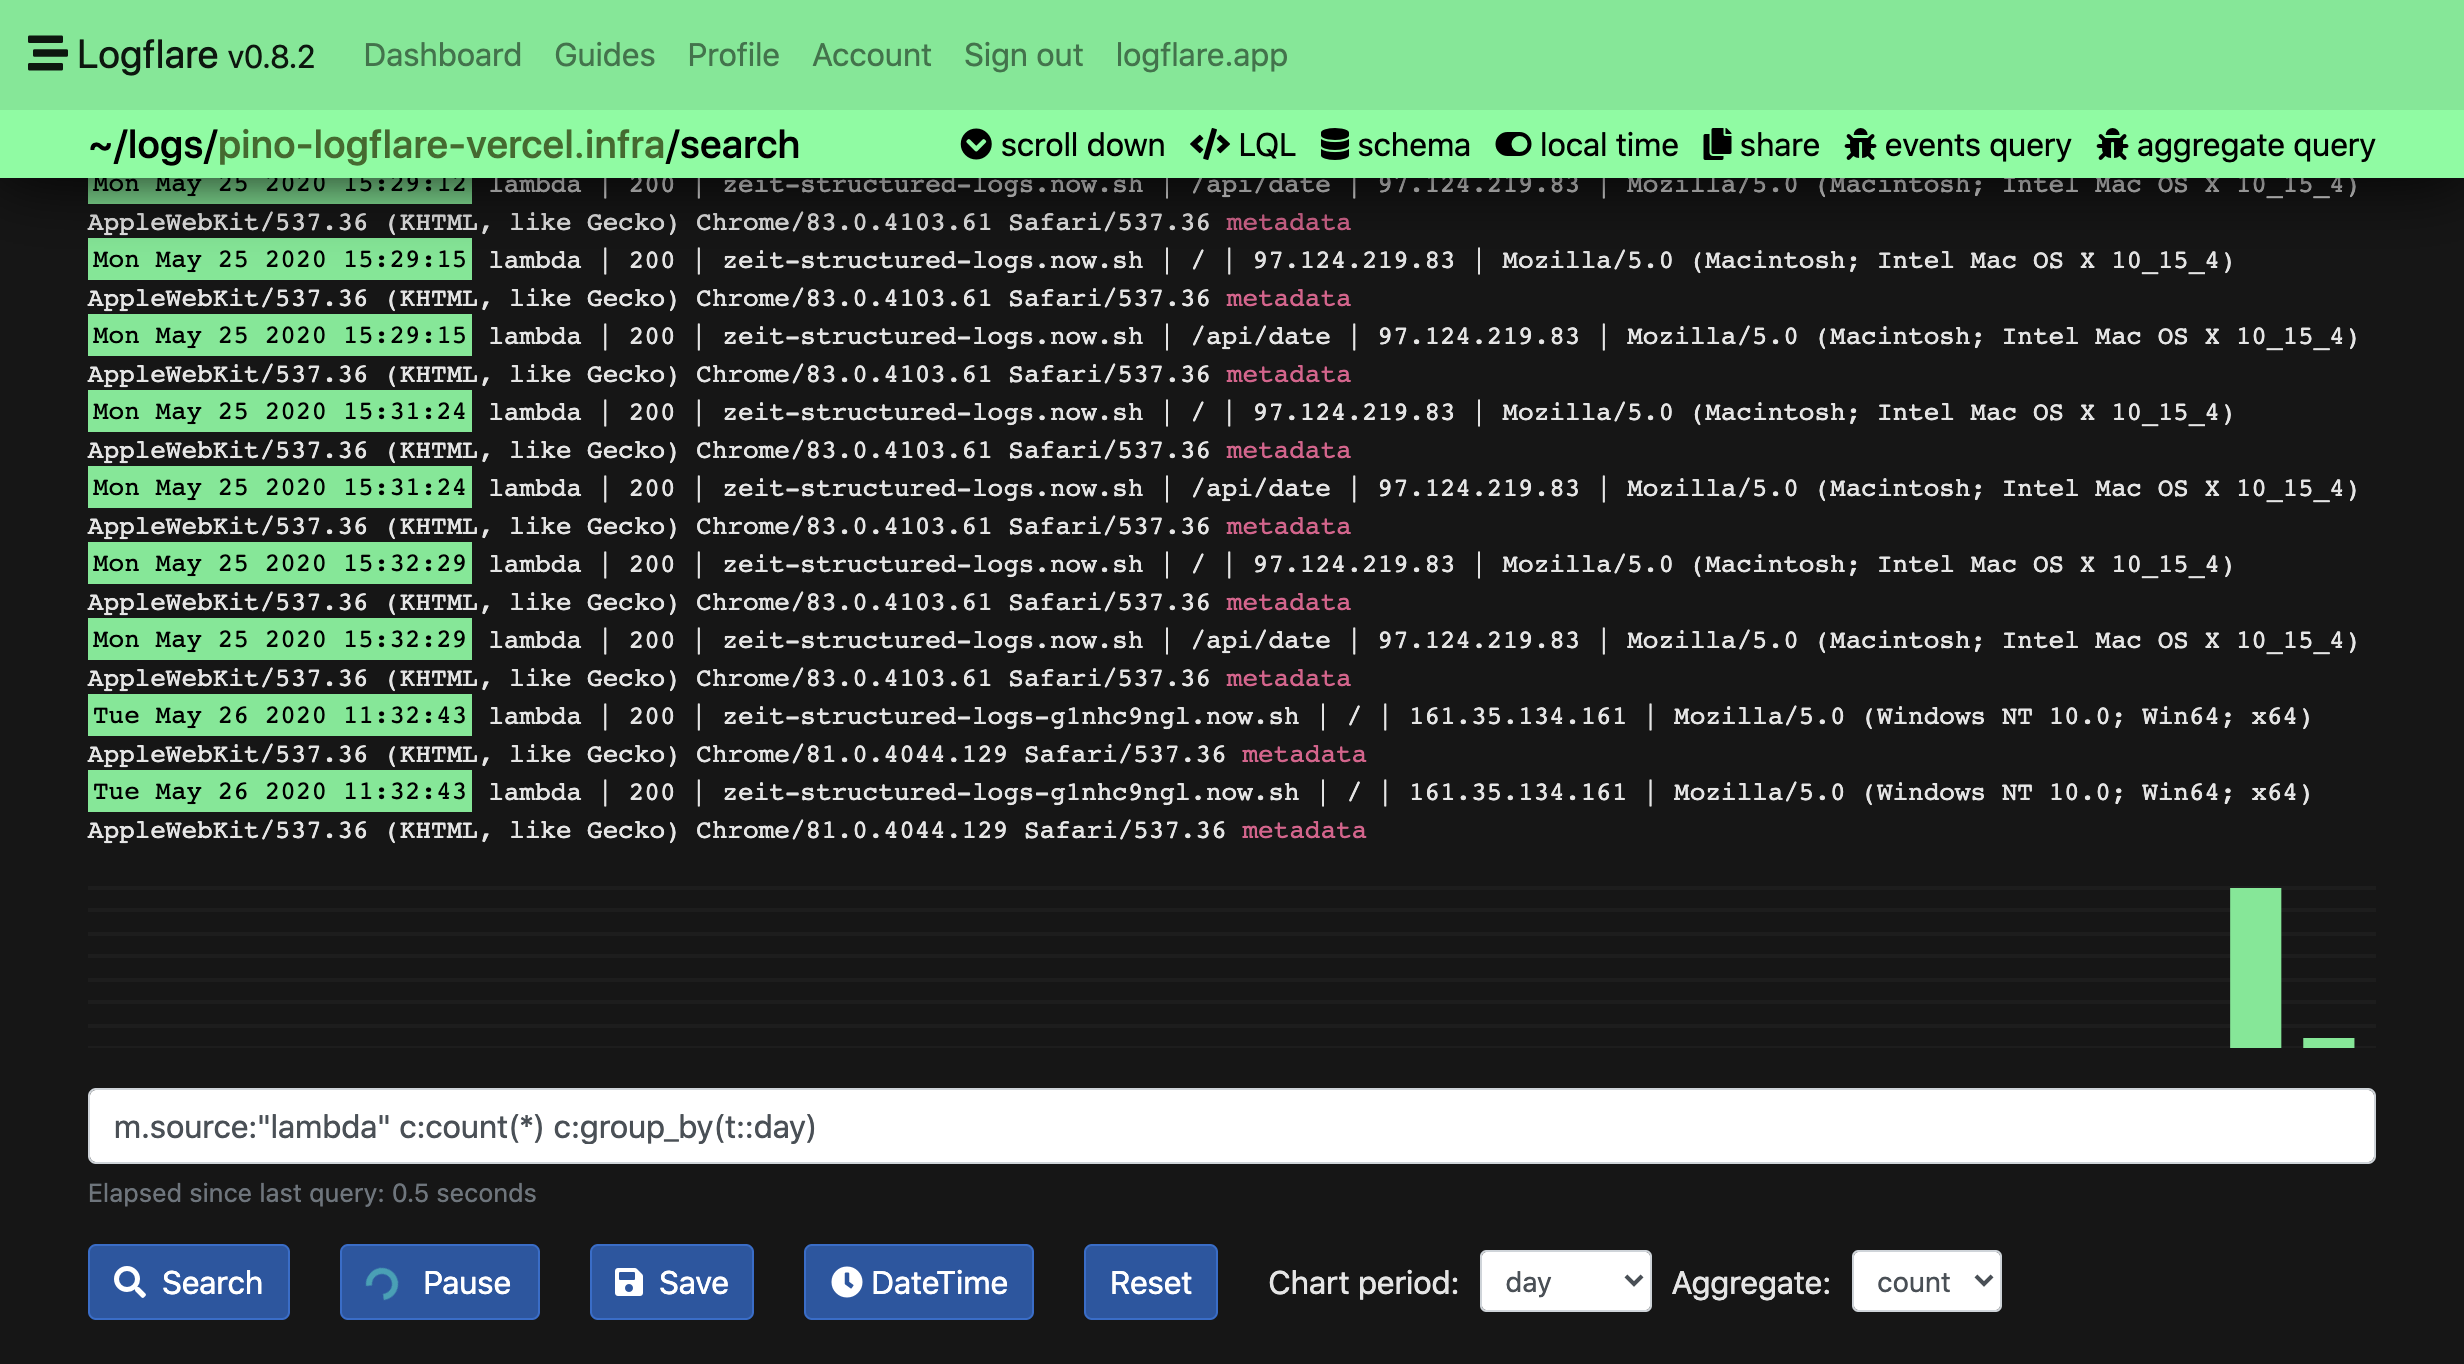 Logflare v0.8.2 Dashboard Guides Profile Account Sign out logflare.app
~/logs/pino-logflare-vercel.infra/search scroll down LQL schema local time share events query aggregate query
Mon May 25 2020 15:29:12 lambda | 200 | zeit-structured-logs.now.sh | /api/date | 97.124.219.83 | Mozilla/5.0 (Macintosh; Intel Mac OS X 10_15_4)
AppleWebKit/537.36 (KHTML, like Gecko) Chrome/83.0.4103.61 Safari/537.36 metadata
Mon May 25 2020 15:29:15 lambda | 200 | zeit-structured-logs.now.sh | / | 97.124.219.83 | Mozilla/5.0 (Macintosh; Intel Mac OS X 10_15_4)
AppleWebKit/537.36 (KHTML, like Gecko) Chrome/83.0.4103.61 Safari/537.36 metadata
Mon May 25 2020 15:29:15 lambda | 200 | zeit-structured-logs.now.sh | /api/date | 97.124.219.83 | Mozilla/5.0 (Macintosh; Intel Mac OS X 10_15_4)
AppleWebKit/537.36 (KHTML, like Gecko) Chrome/83.0.4103.61 Safari/537.36 metadata
Mon May 25 2020 15:31:24 lambda | 200 | zeit-structured-logs.now.sh | / | 97.124.219.83 | Mozilla/5.0 (Macintosh; Intel Mac OS X 10_15_4)
AppleWebKit/537.36 (KHTML, like Gecko) Chrome/83.0.4103.61 Safari/537.36 metadata
Mon May 25 2020 15:31:24 lambda | 200 | zeit-structured-logs.now.sh | /api/date | 97.124.219.83 | Mozilla/5.0 (Macintosh; Intel Mac OS X 10_15_4)
AppleWebKit/537.36 (KHTML, like Gecko) Chrome/83.0.4103.61 Safari/537.36 metadata
Mon May 25 2020 15:32:29 lambda | 200 | zeit-structured-logs.now.sh | / | 97.124.219.83 | Mozilla/5.0 (Macintosh; Intel Mac OS X 10_15_4)
AppleWebKit/537.36 (KHTML, like Gecko) Chrome/83.0.4103.61 Safari/537.36 metadata
Mon May 25 2020 15:32:29 lambda | 200 | zeit-structured-logs.now.sh | /api/date | 97.124.219.83 | Mozilla/5.0 (Macintosh; Intel Mac OS X 10_15_4)
AppleWebKit/537.36 (KHTML, like Gecko) Chrome/83.0.4103.61 Safari/537.36 metadata
Tue May 26 2020 11:32:43 lambda | 200 | zeit-structured-logs-g1nhc9ngl.now.sh | / | 161.35.134.161 | Mozilla/5.0 (Windows NT 10.0; Win64; x64)
AppleWebKit/537.36 (KHTML, like Gecko) Chrome/81.0.4044.129 Safari/537.36 metadata
Tue May 26 2020 11:32:43 lambda | 200 | zeit-structured-logs-g1nhc9ngl.now.sh | / | 161.35.134.161 | Mozilla/5.0 (Windows NT 10.0; Win64; x64)
AppleWebKit/537.36 (KHTML, like Gecko) Chrome/81.0.4044.129 Safari/537.36 metadata
m.source:"lambda" c:count(*) c:group_by(t::day)
Elapsed since last query: 0.5 seconds
Search Pause Save DateTime Reset Chart period: day Aggregate: count